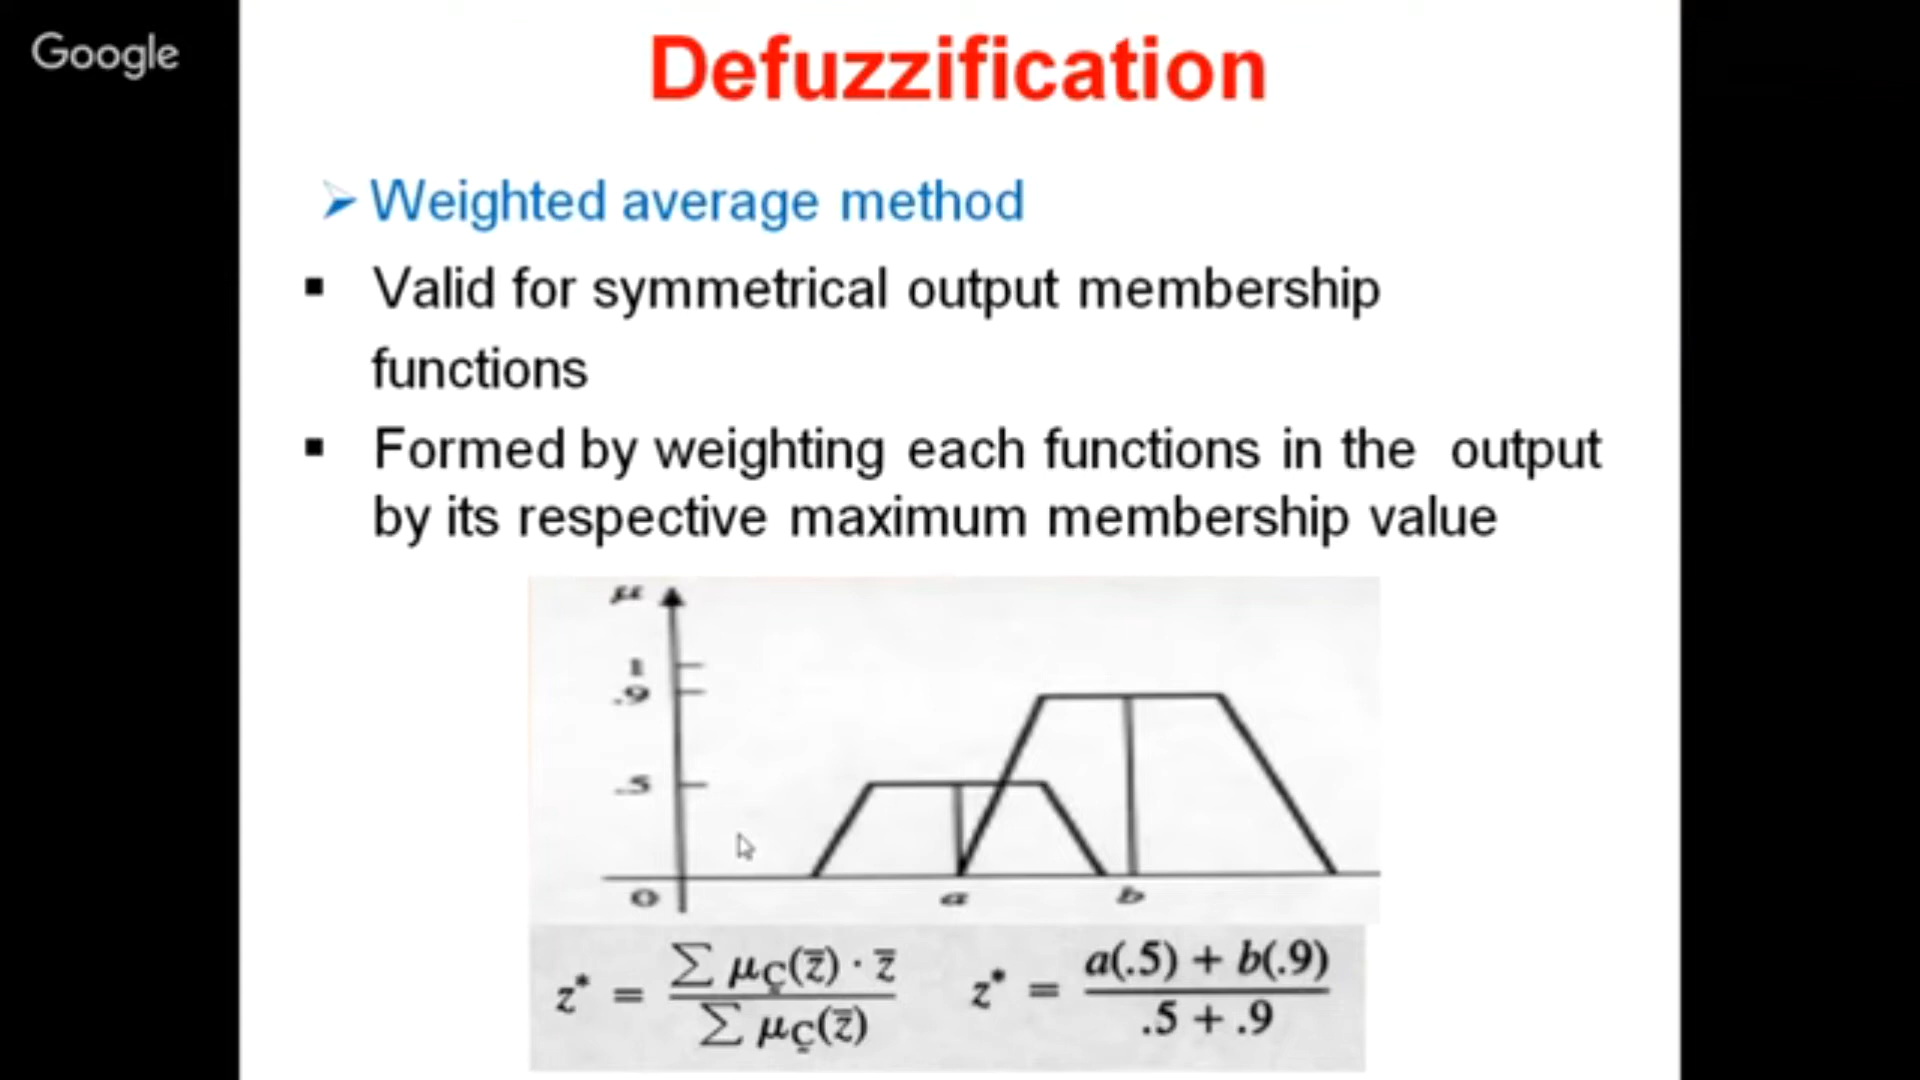 Google
Defuzzification
➢ Weighted average method
▪ Valid for symmetrical output membership
functions
▪ Formed by weighting each functions in the output
by its respective maximum membership value
μ
1
.9
.5
0 a b
z* = ∑ μC̰(z̄) · z̄ / ∑ μC̰(z̄) z* = a(.5) + b(.9) / .5 + .9